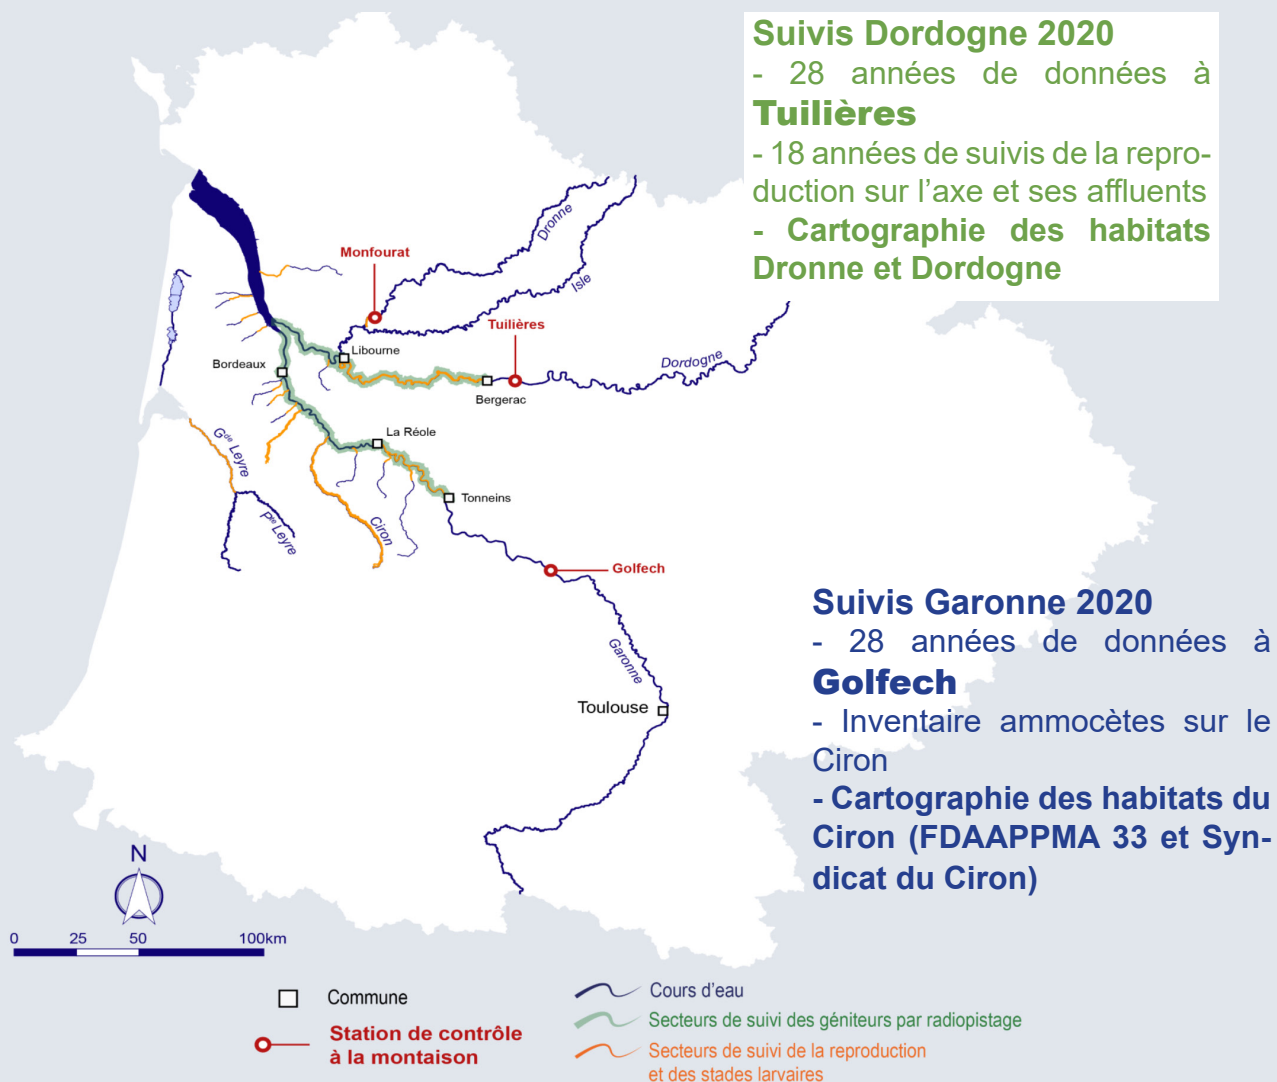 Suivis Dordogne 2020
- 28 années de données à
Tuilières
- 18 années de suivis de la repro-
duction sur l'axe et ses affluents
- Cartographie des habitats
Dronne et Dordogne
Dronne
Monfourat
Isle
Tuilières
Libourne
Bordeaux
Dordogne
Bergerac
La Réole
Gde Leyre
Tonneins
Pte Leyre
Ciron
Golfech
Garonne
Toulouse
Suivis Garonne 2020
- 28 années de données à
Golfech
- Inventaire ammocètes sur le
Ciron
- Cartographie des habitats du
Ciron (FDAAPPMA 33 et Syn-
dicat du Ciron)
N
0 25 50 100km
Commune
Station de contrôle
à la montaison
Cours d'eau
Secteurs de suivi des géniteurs par radiopistage
Secteurs de suivi de la reproduction
et des stades larvaires